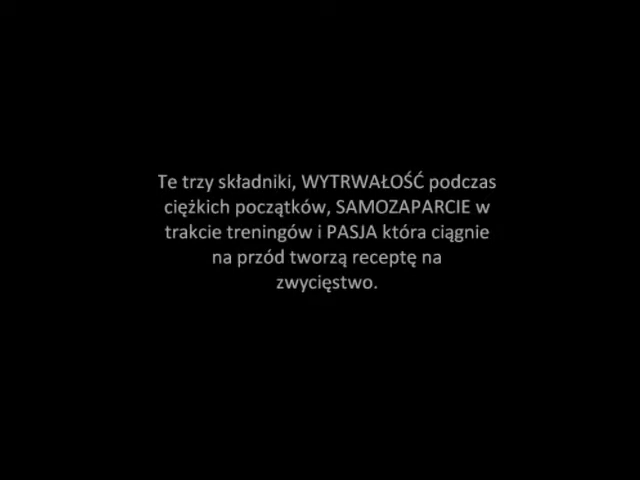 Te trzy składniki, WYTRWAŁOŚĆ podczas
ciężkich początków, SAMOZAPARCIE w
trakcie treningów i PASJA która ciągnie
na przód tworzą receptę na
zwycięstwo.